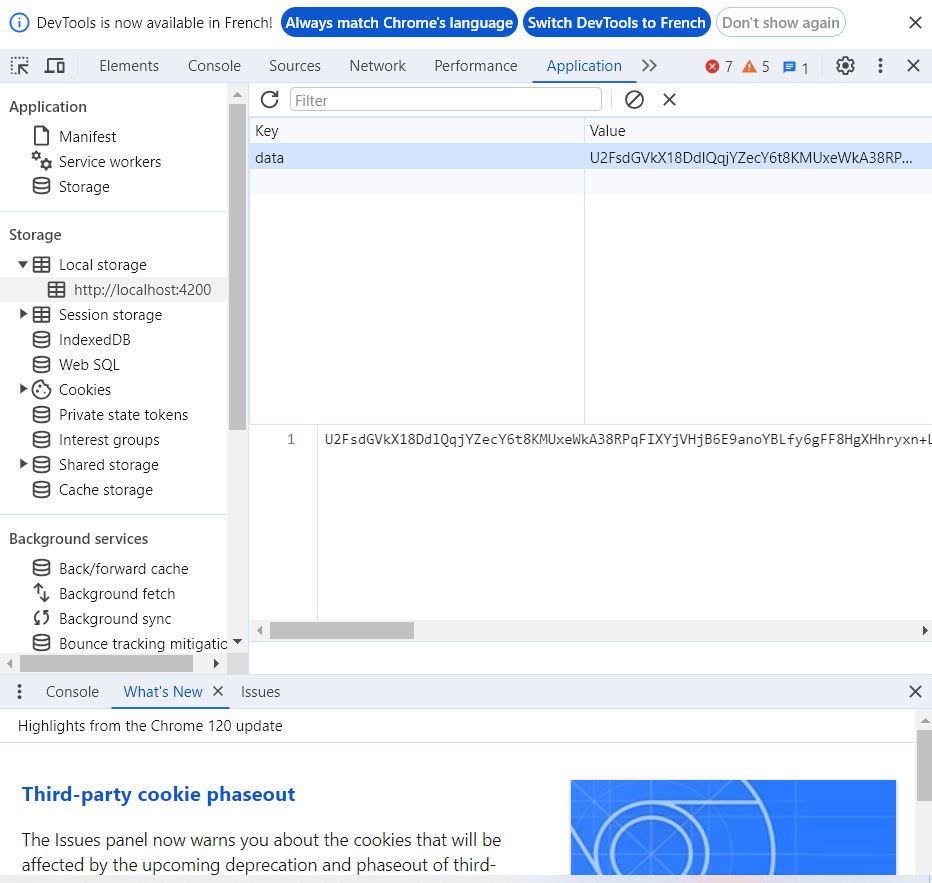 DevTools is now available in French! Always match Chrome's language Switch DevTools to French Don't show again
Elements Console Sources Network Performance Application 7 5 1
Application
Manifest
Service workers
Storage
Storage
Local storage
http://localhost:4200
Session storage
IndexedDB
Web SQL
Cookies
Private state tokens
Interest groups
Shared storage
Cache storage
Background services
Back/forward cache
Background fetch
Background sync
Bounce tracking mitigatio
Filter
Key Value
data U2FsdGVkX18DdlQqjYZecY6t8KMUxeWkA38RP...
1 U2FsdGVkX18DdlQqjYZecY6t8KMUxeWkA38RPqFIXYjVHjB6E9anoYBLfy6gFF8HgXHhryxn+L
Console What's New Issues
Highlights from the Chrome 120 update
Third-party cookie phaseout
The Issues panel now warns you about the cookies that will be
affected by the upcoming deprecation and phaseout of third-